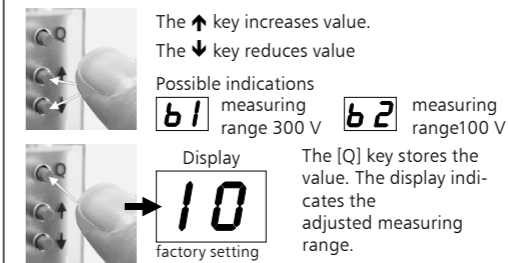 Q
The ↑ key increases value.
The ↓ key reduces value
Possible indications
b1 measuring range 300 V
b2 measuring range100 V
Q
Display
10
factory setting
The [Q] key stores the
value. The display indi-
cates the
adjusted measuring
range.